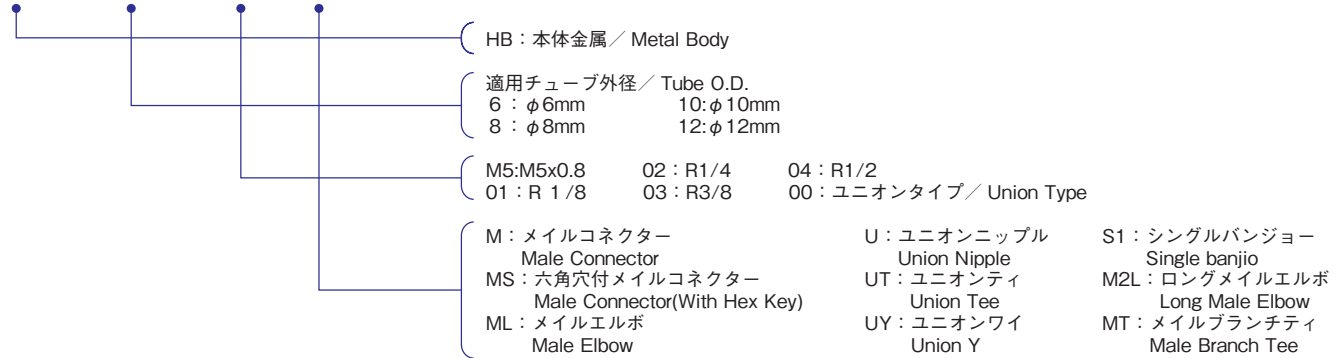 HB：本体金属／ Metal Body
適用チューブ外径／ Tube O.D.
6：φ6mm 10:φ10mm
8：φ8mm 12:φ12mm
M5:M5x0.8 02：R1/4 04：R1/2
01：R 1 /8 03：R3/8 00：ユニオンタイプ／ Union Type
M：メイルコネクター U：ユニオンニップル S1：シングルバンジョー
Male Connector Union Nipple Single banjio
MS：六角穴付メイルコネクター UT：ユニオンティ M2L：ロングメイルエルボ
Male Connector(With Hex Key) Union Tee Long Male Elbow
ML：メイルエルボ UY：ユニオンワイ MT：メイルブランチティ
Male Elbow Union Y Male Branch Tee